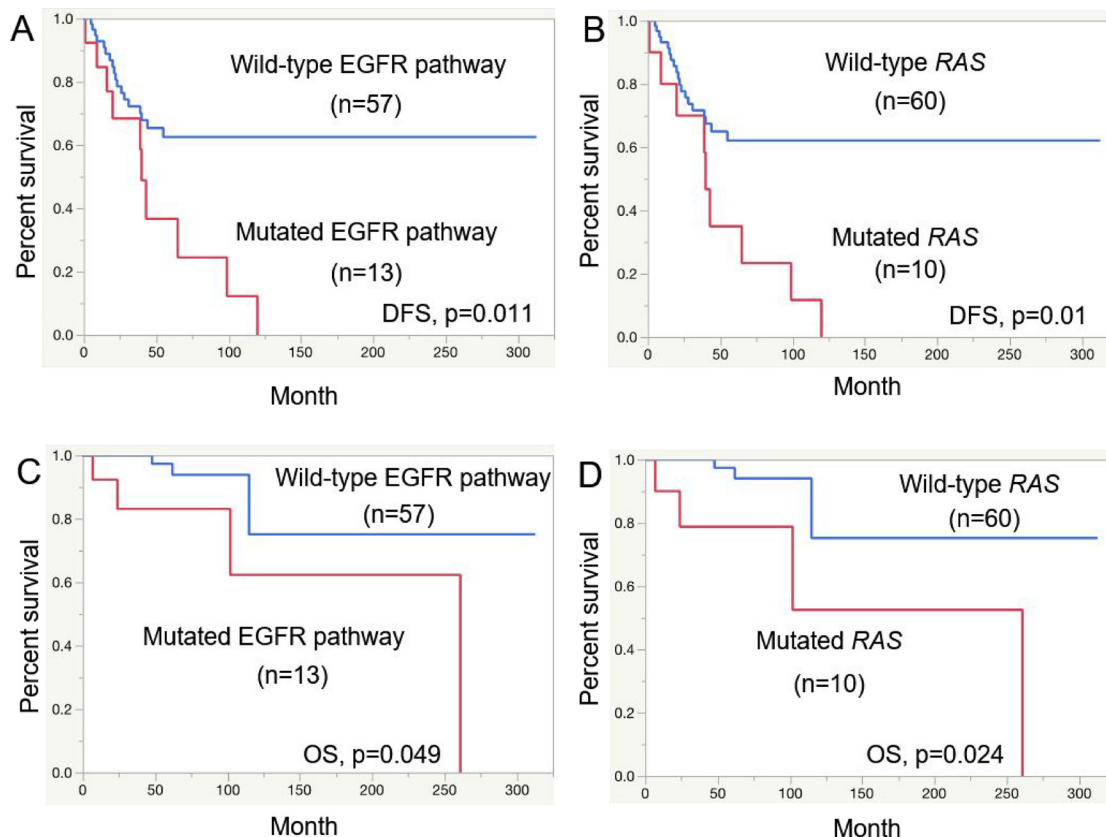 A
Percent survival
1.0
0.8
0.6
0.4
0.2
0.0
Wild-type EGFR pathway
(n=57)
Mutated EGFR pathway
(n=13)
DFS, p=0.011
0 50 100 150 200 250 300
Month
B
Percent survival
1.0
0.8
0.6
0.4
0.2
0.0
Wild-type RAS
(n=60)
Mutated RAS
(n=10)
DFS, p=0.01
0 50 100 150 200 250 300
Month
C
Percent survival
1.0
0.8
0.6
0.4
0.2
0.0
Wild-type EGFR pathway
(n=57)
Mutated EGFR pathway
(n=13)
OS, p=0.049
0 50 100 150 200 250 300
Month
D
Percent survival
1.0
0.8
0.6
0.4
0.2
0.0
Wild-type RAS
(n=60)
Mutated RAS
(n=10)
OS, p=0.024
0 50 100 150 200 250 300
Month